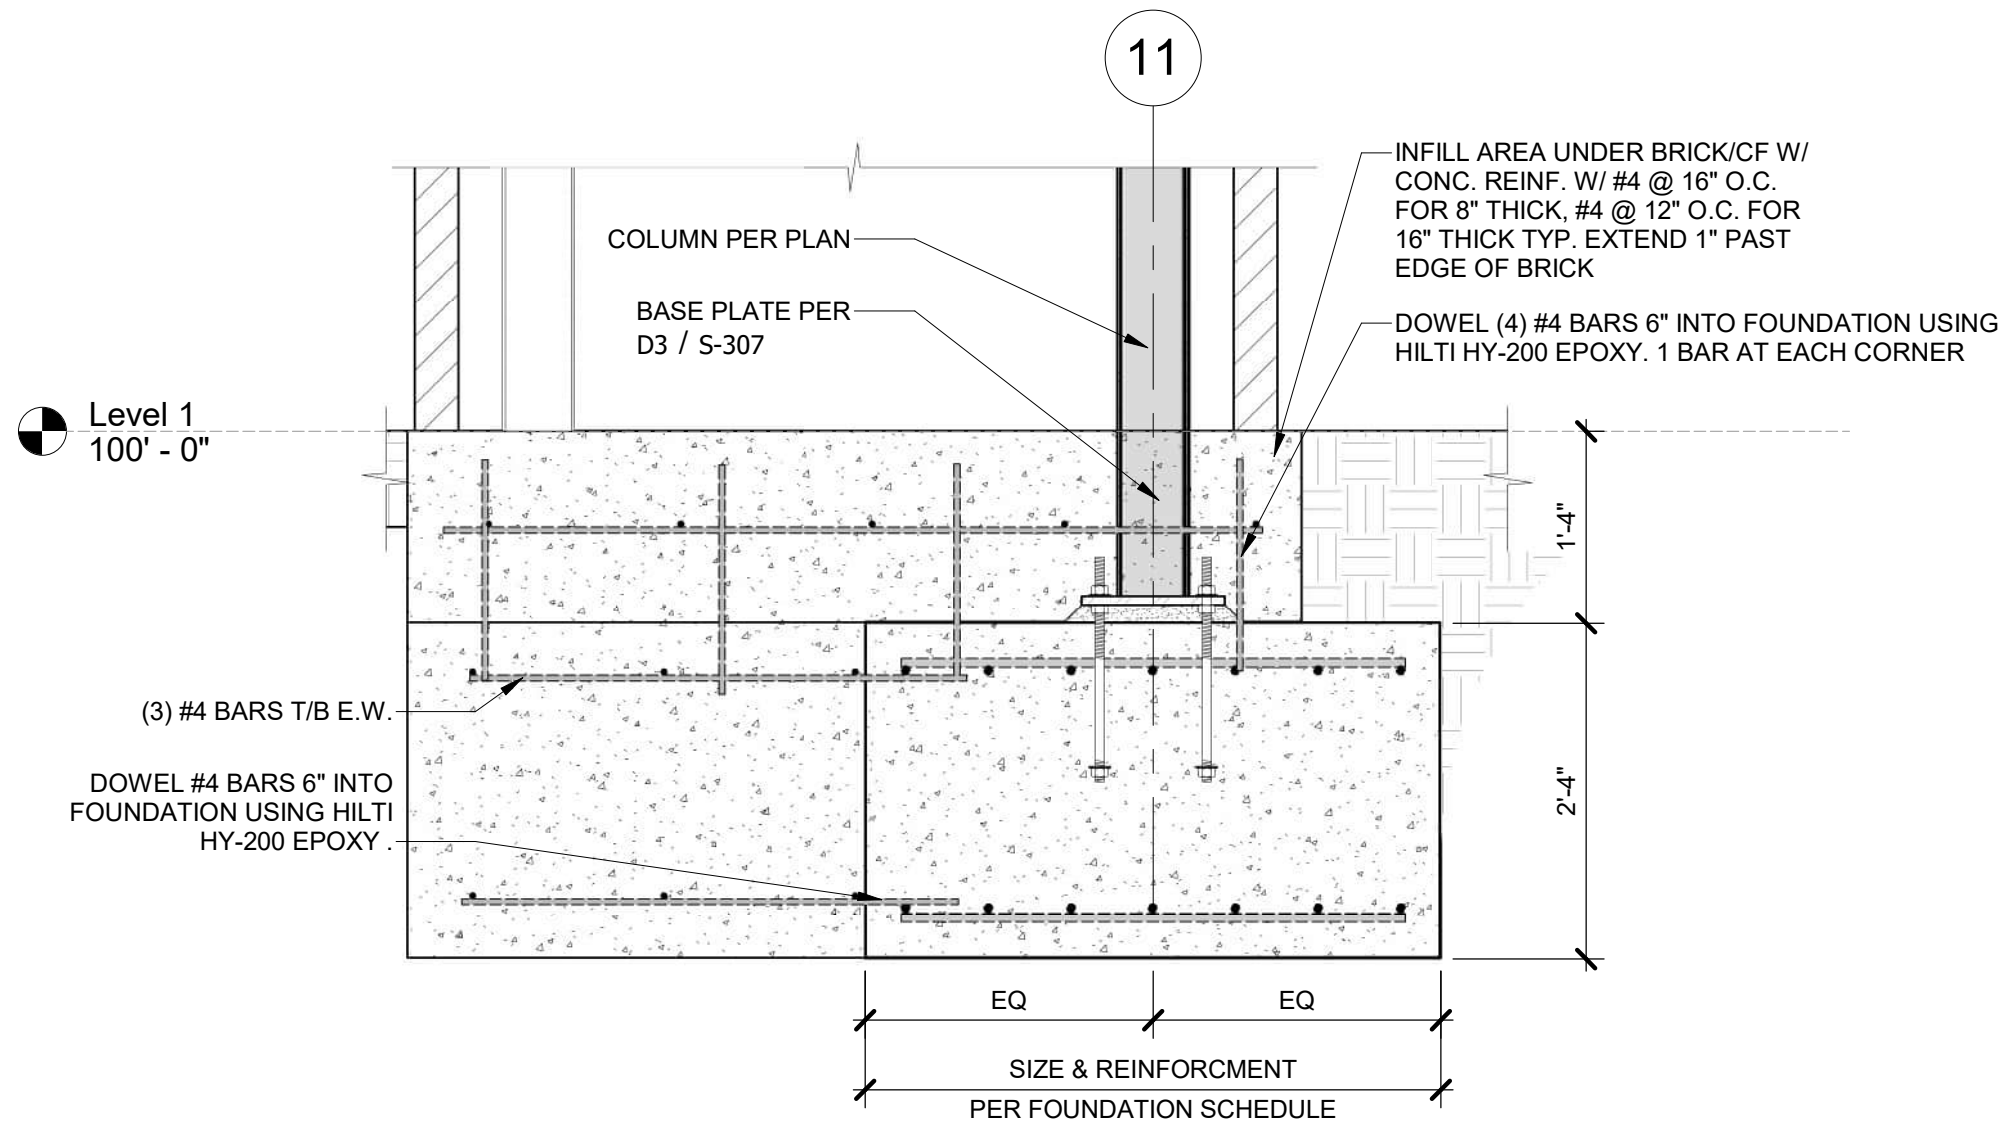 11
INFILL AREA UNDER BRICK/CF W/
CONC. REINF. W/ #4 @ 16" O.C.
FOR 8" THICK, #4 @ 12" O.C. FOR
16" THICK TYP. EXTEND 1" PAST
EDGE OF BRICK
COLUMN PER PLAN
BASE PLATE PER
D3 / S-307
DOWEL (4) #4 BARS 6" INTO FOUNDATION USING
HILTI HY-200 EPOXY. 1 BAR AT EACH CORNER
Level 1
100' - 0"
1'-4"
(3) #4 BARS T/B E.W.
DOWEL #4 BARS 6" INTO
FOUNDATION USING HILTI
HY-200 EPOXY .
2'-4"
EQ
EQ
SIZE & REINFORCMENT
PER FOUNDATION SCHEDULE